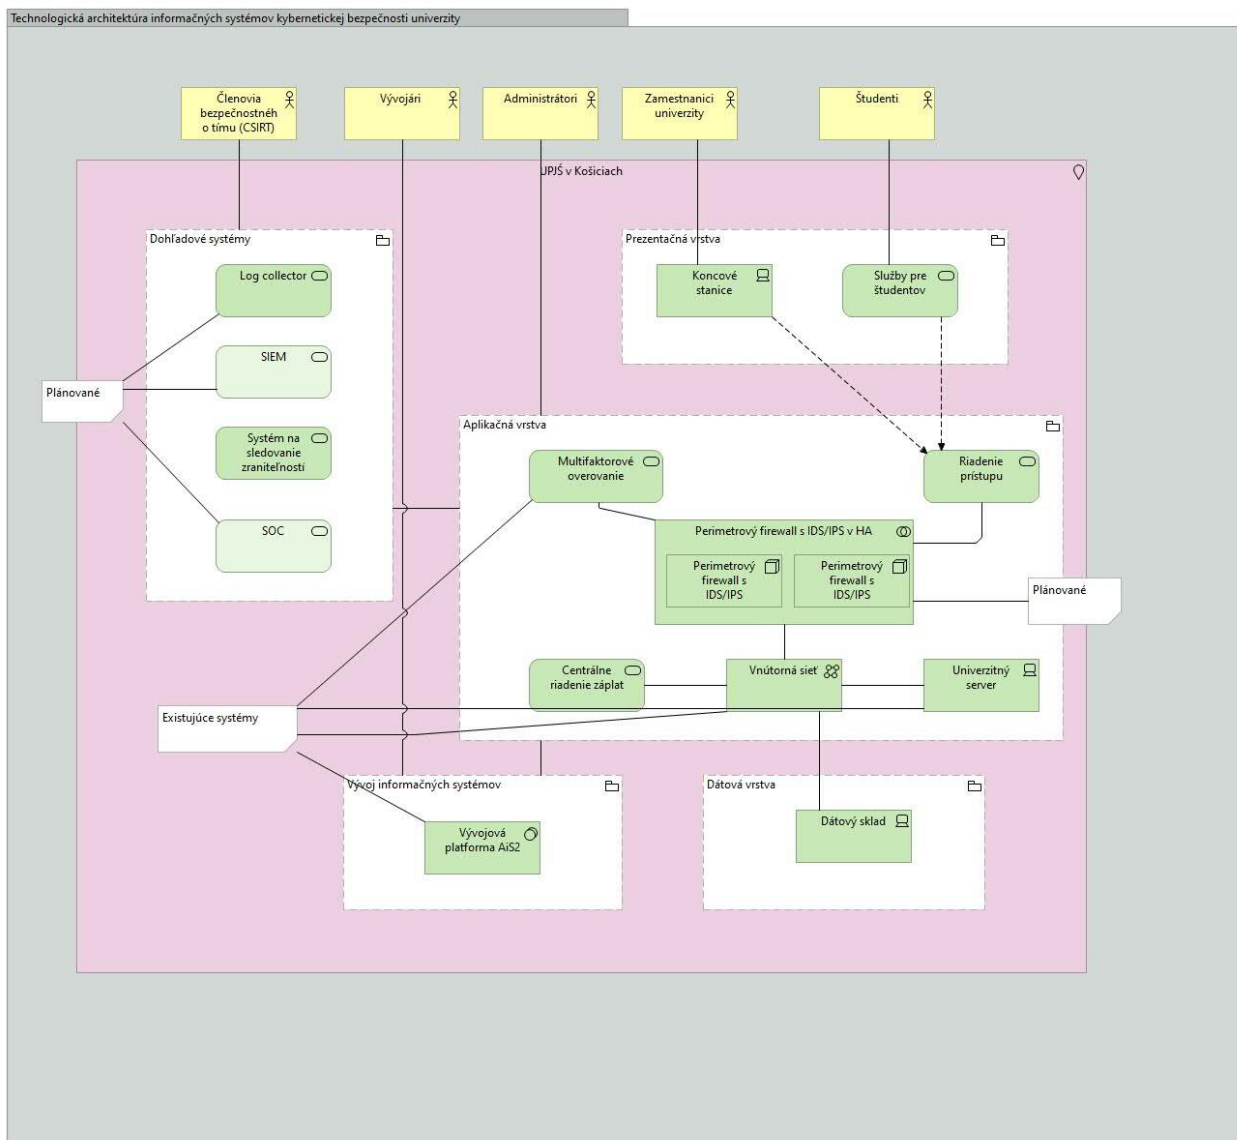 Technologická architektúra informačných systémov kybernetickej bezpečnosti univerzity
Členovia
bezpečnostnéh
o tímu (CSIRT)
Vývojári
Administrátori
Zamestnanici
univerzity
Študenti
UPJŠ v Košiciach
Dohľadové systémy
Log collector
SIEM
Systém na
sledovanie
zraniteľností
SOC
Plánované
Prezentačná vrstva
Koncové
stanice
Služby pre
študentov
Aplikačná vrstva
Multifaktorové
overovanie
Riadenie
prístupu
Perimetrový firewall s IDS/IPS v HA
Perimetrový
firewall s
IDS/IPS
Perimetrový
firewall s
IDS/IPS
Plánované
Centrálne
riadenie záplat
Vnútorná sieť
Univerzitný
server
Existujúce systémy
Vývoj informačných systémov
Vývojová
platforma AiS2
Dátová vrstva
Dátový sklad